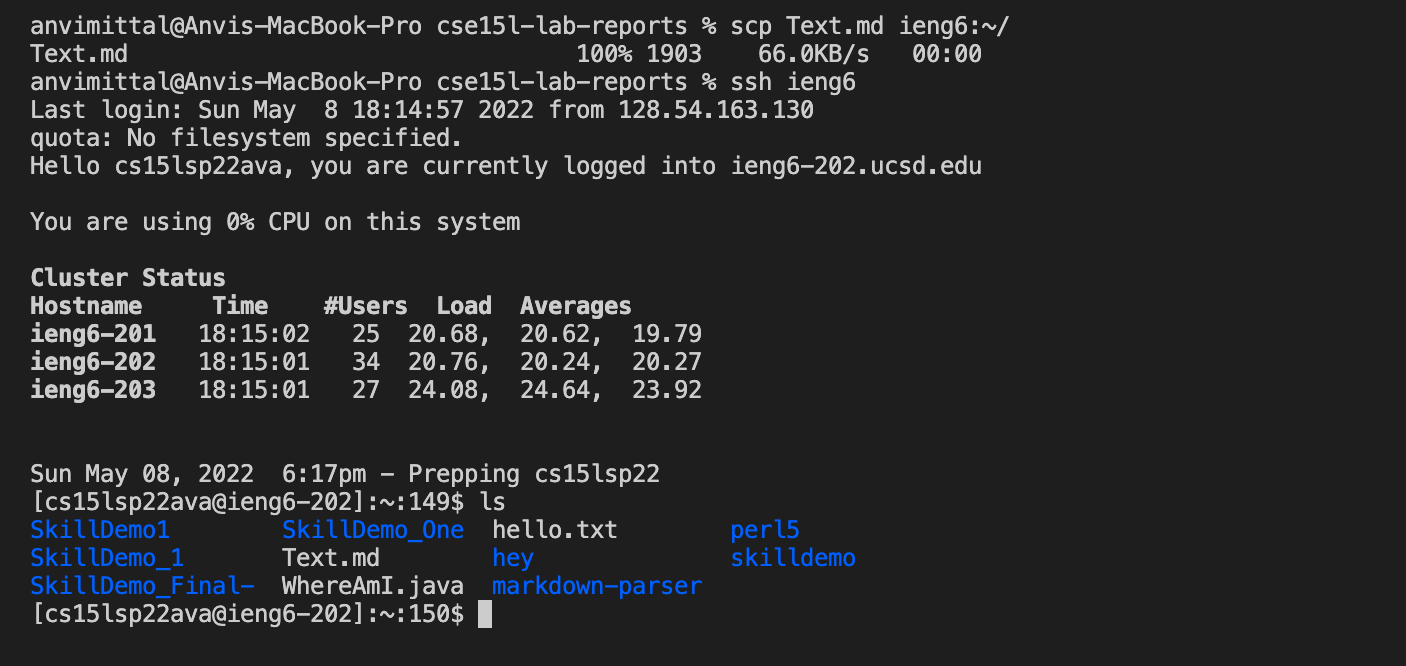 anvimittal@Anvis-MacBook-Pro cse15l-lab-reports % scp Text.md ieng6:~/
Text.md                                100% 1903    66.0KB/s   00:00
anvimittal@Anvis-MacBook-Pro cse15l-lab-reports % ssh ieng6
Last login: Sun May  8 18:14:57 2022 from 128.54.163.130
quota: No filesystem specified.
Hello cs15lsp22ava, you are currently logged into ieng6-202.ucsd.edu
You are using 0% CPU on this system
Cluster Status
Hostname     Time    #Users  Load  Averages
ieng6-201   18:15:02   25  20.68,  20.62,  19.79
ieng6-202   18:15:01   34  20.76,  20.24,  20.27
ieng6-203   18:15:01   27  24.08,  24.64,  23.92
Sun May 08, 2022  6:17pm - Prepping cs15lsp22
[cs15lsp22ava@ieng6-202]:~:149$ ls
SkillDemo1        SkillDemo_One  hello.txt        perl5
SkillDemo_1       Text.md        hey              skilldemo
SkillDemo_Final-  WhereAmI.java  markdown-parser
[cs15lsp22ava@ieng6-202]:~:150$